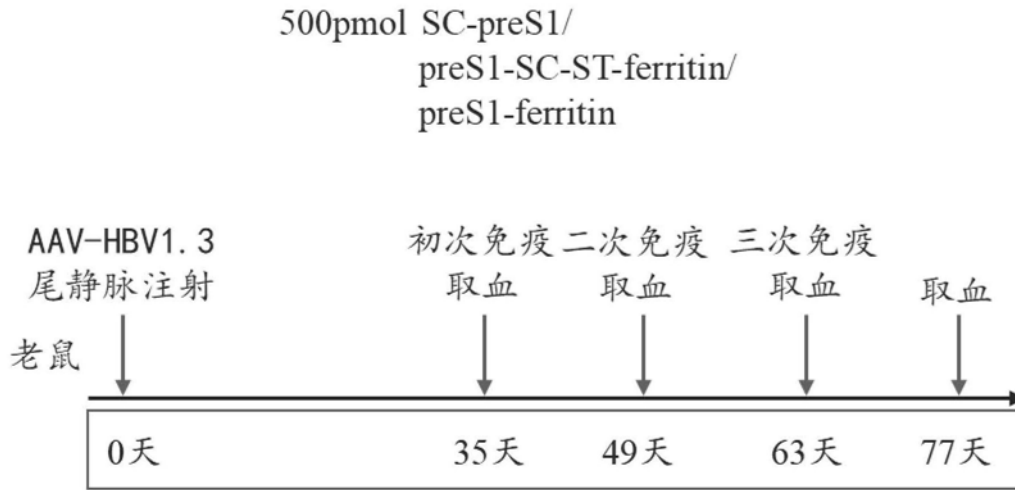 500pmol SC-preS1/
preS1-SC-ST-ferritin/
preS1-ferritin
AAV-HBV1.3 初次免疫 二次免疫 三次免疫
尾静脉注射 取血 取血 取血 取血
老鼠
0天 35天 49天 63天 77天